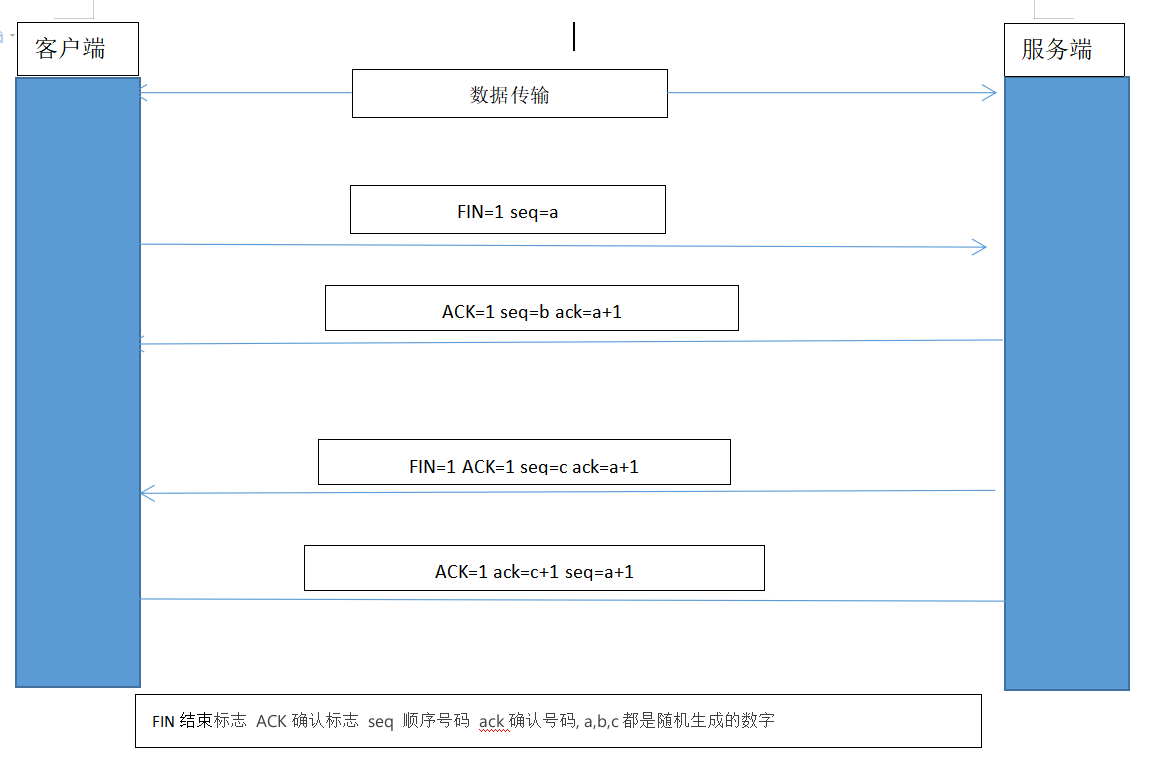 客户端
服务端
数据传输
FIN=1 seq=a
ACK=1 seq=b ack=a+1
FIN=1 ACK=1 seq=c ack=a+1
ACK=1 ack=c+1 seq=a+1
FIN 结束标志 ACK 确认标志 seq 顺序号码 ack 确认号码, a,b,c 都是随机生成的数字